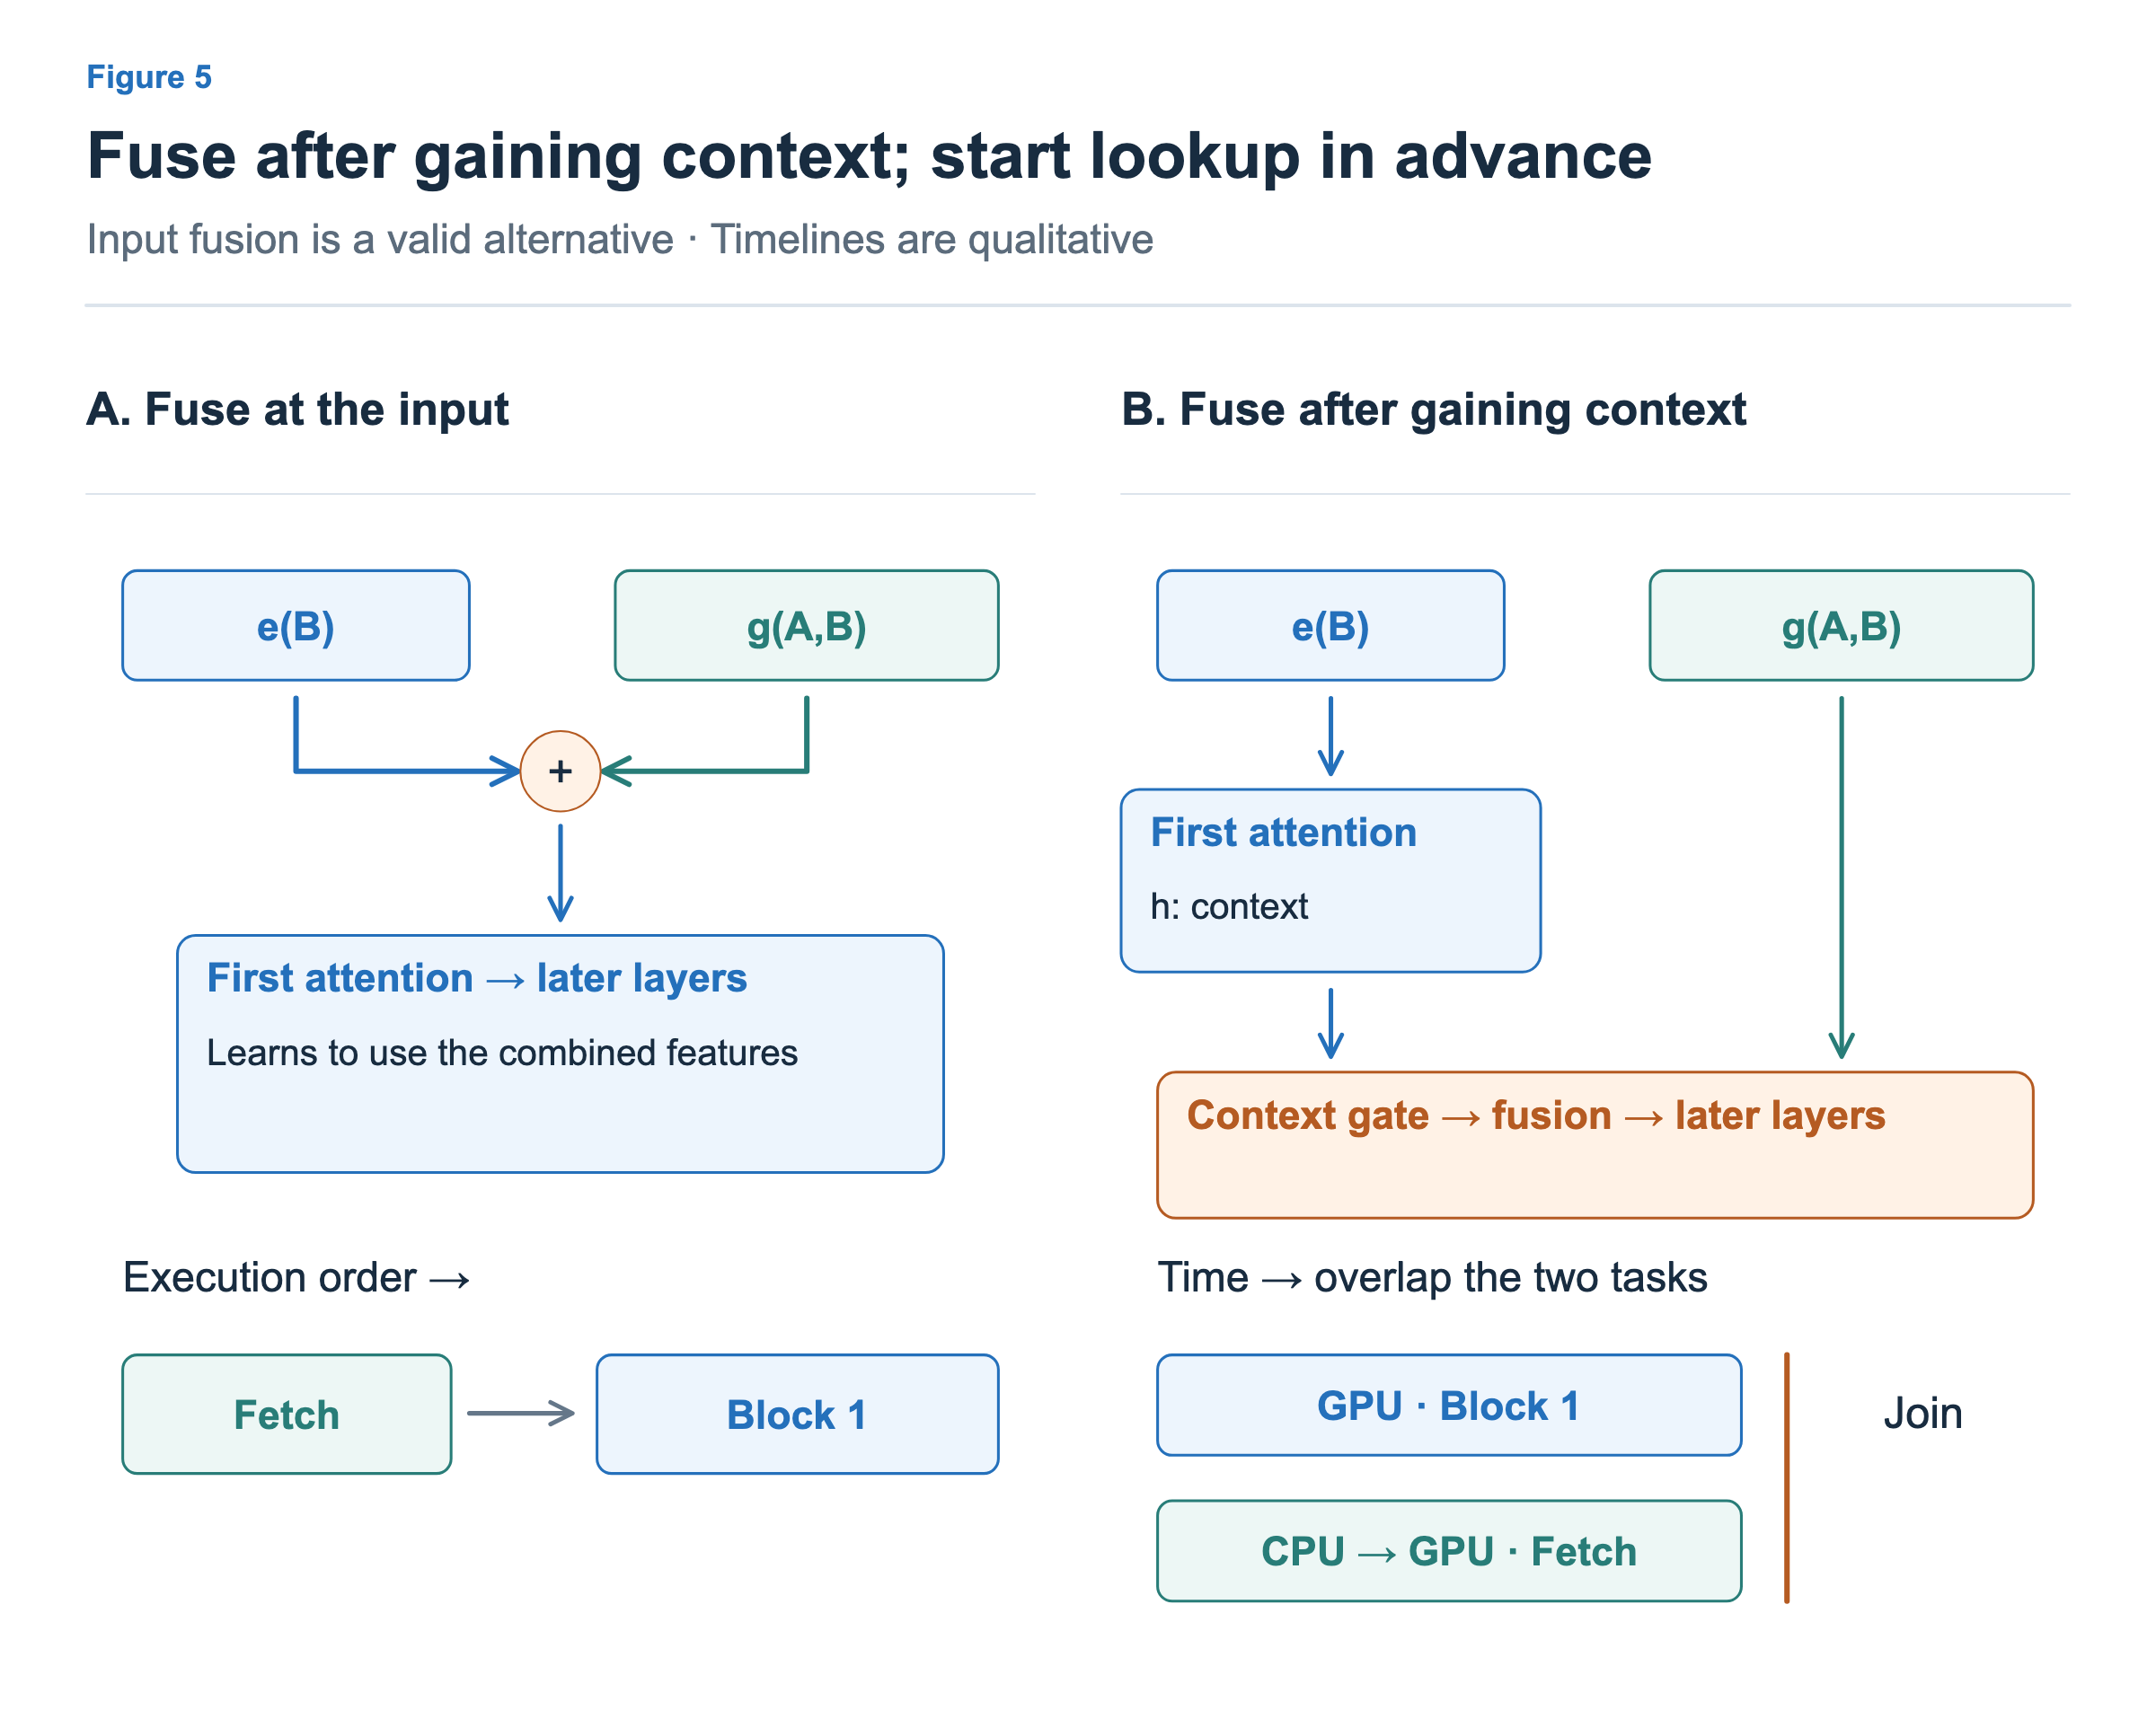 Figure 5
Fuse after gaining context; start lookup in advance
Input fusion is a valid alternative · Timelines are qualitative
A. Fuse at the input
e(B)
g(A,B)
+
First attention → later layers
Learns to use the combined features
Execution order →
Fetch
Block 1
B. Fuse after gaining context
e(B)
g(A,B)
First attention
h: context
Context gate → fusion → later layers
Time → overlap the two tasks
GPU · Block 1
Join
CPU → GPU · Fetch